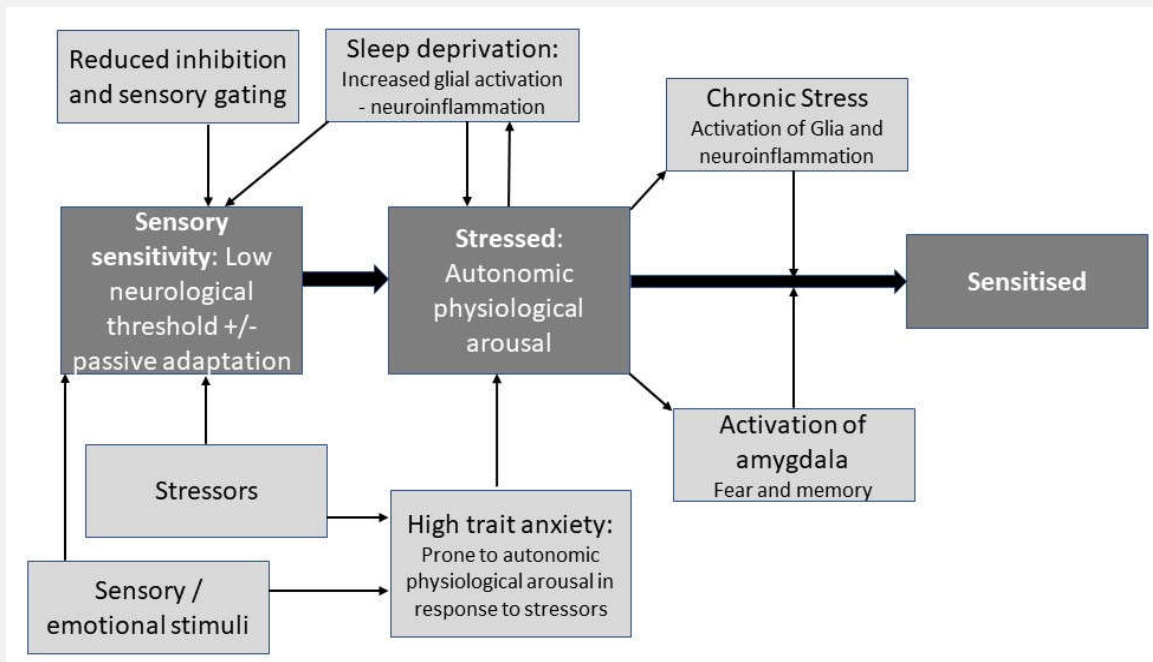 Reduced inhibition
and sensory gating
Sleep deprivation:
Increased glial activation
- neuroinflammation
Chronic Stress
Activation of Glia and
neuroinflammation
Sensory
sensitivity: Low
neurological
threshold +/-
passive adaptation
Stressed:
Autonomic
physiological
arousal
Sensitised
Stressors
High trait anxiety:
Prone to autonomic
physiological arousal in
response to stressors
Activation of
amygdala
Fear and memory
Sensory /
emotional stimuli